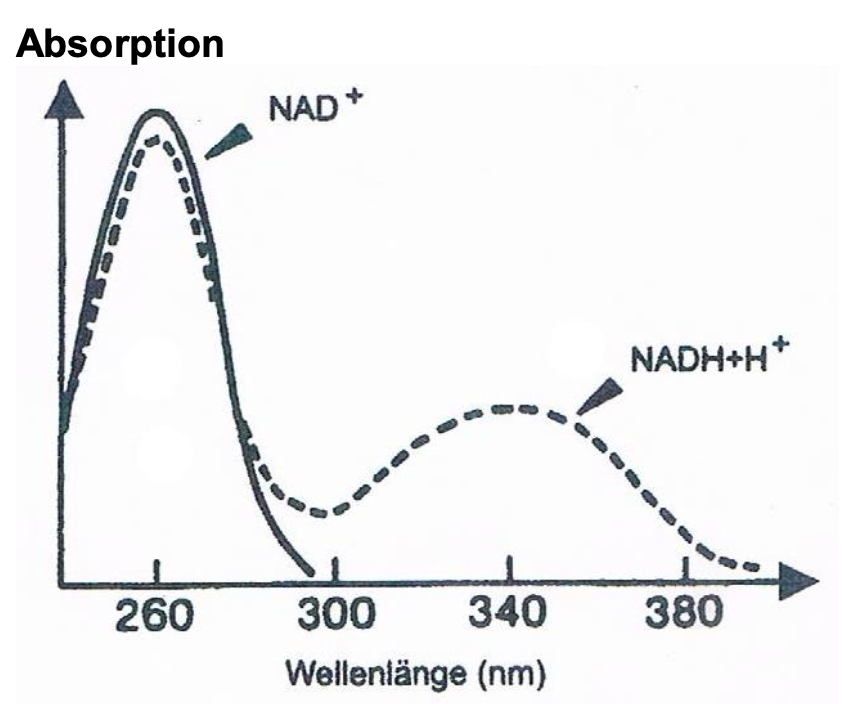 Absorption
NAD+
NADH+H+
260 300 340 380
Wellenlänge (nm)